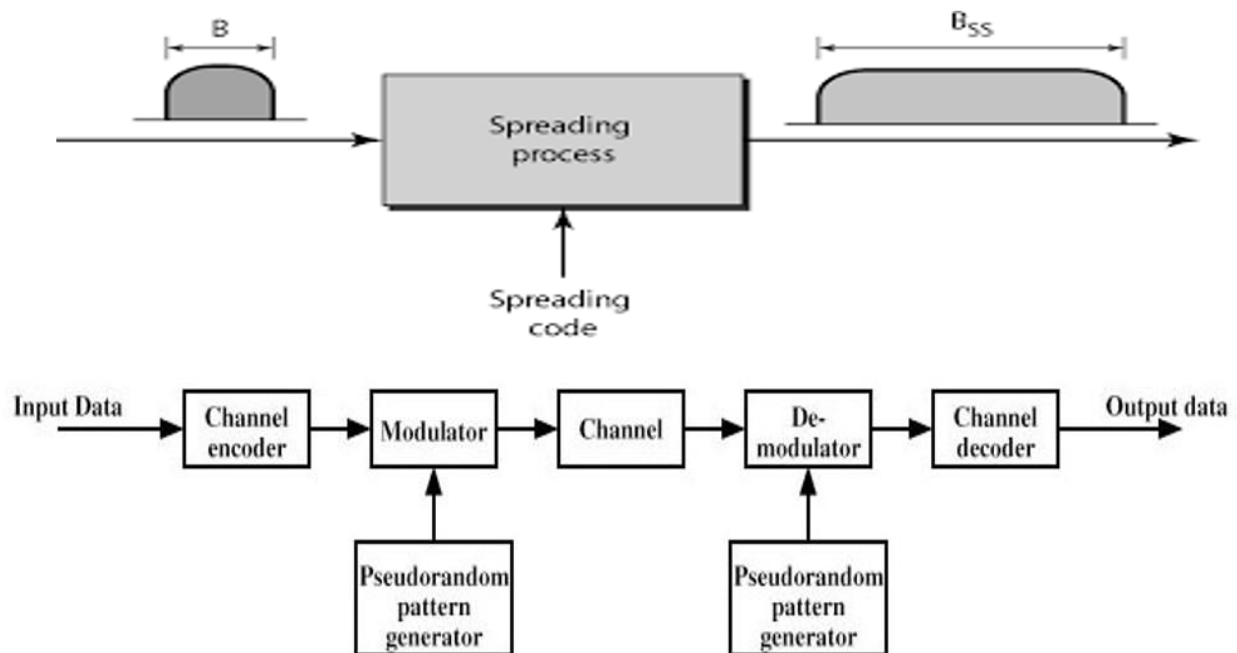 B
B_SS
Spreading
process
Spreading
code
Input Data
Channel
encoder
Modulator
Channel
De-
modulator
Channel
decoder
Output data
Pseudorandom
pattern
generator
Pseudorandom
pattern
generator